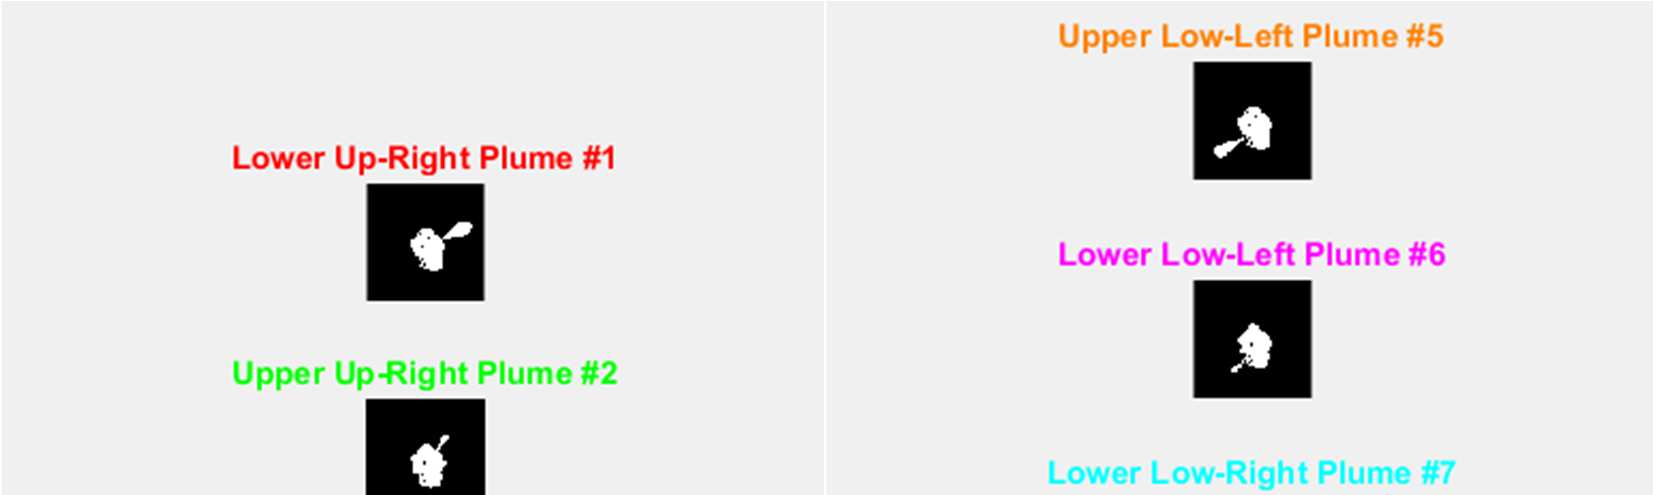 Lower Up-Right Plume #1
Upper Up-Right Plume #2
Upper Low-Left Plume #5
Lower Low-Left Plume #6
Lower Low-Right Plume #7